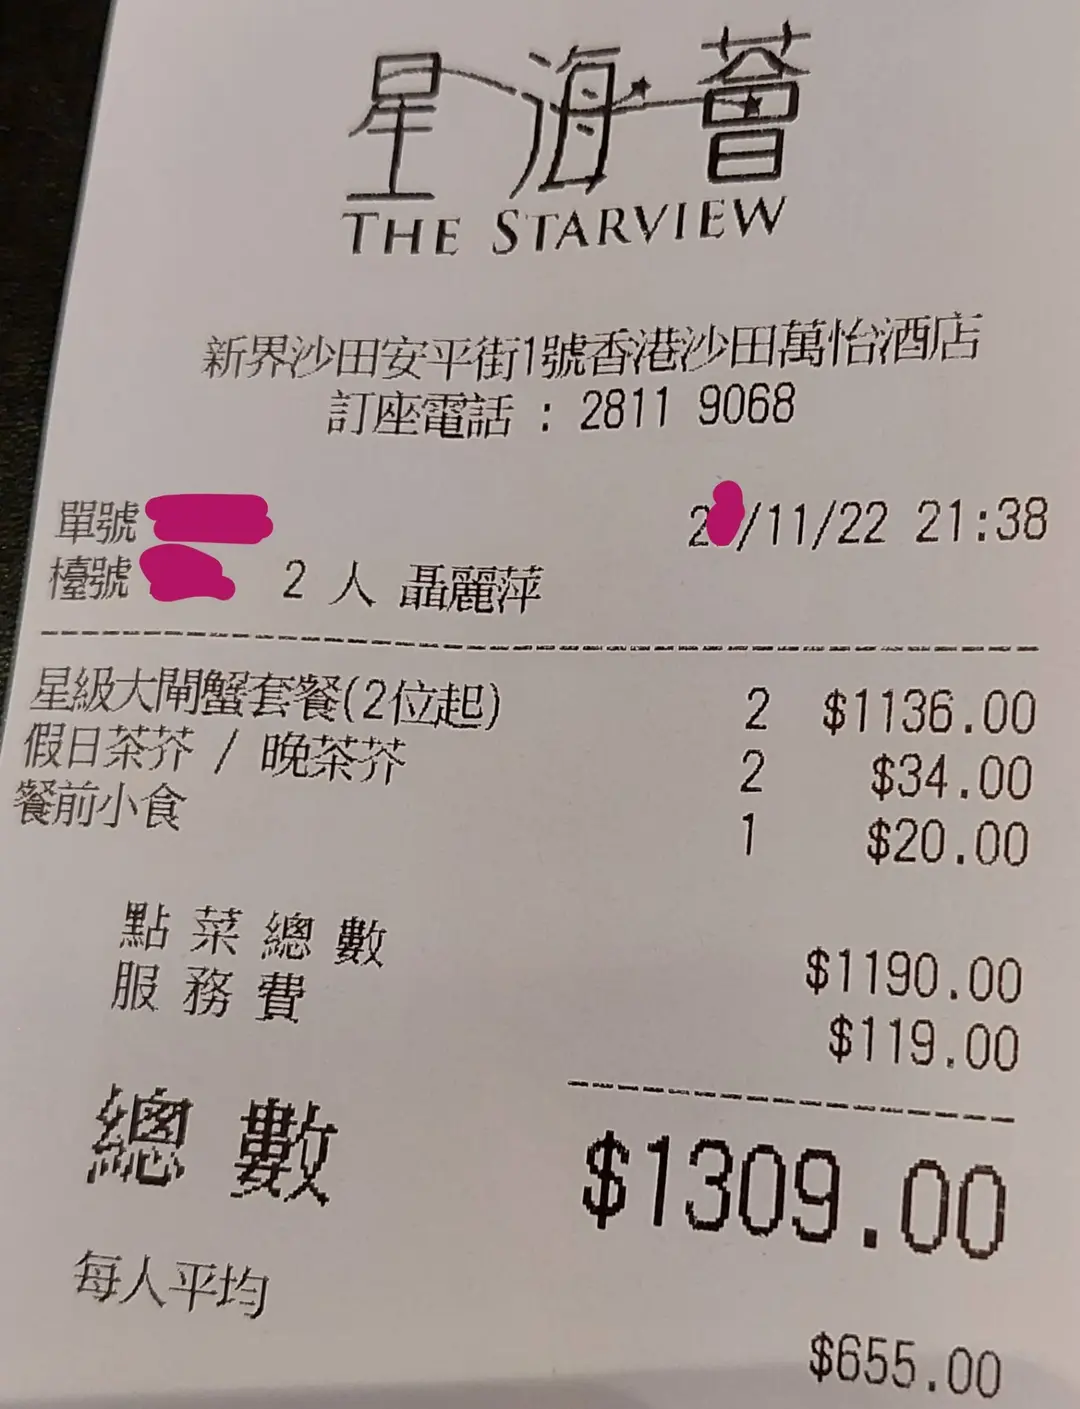 星海薈
THE STARVIEW
新界沙田安平街1號香港沙田萬怡酒店
訂座電話 : 2811 9068
單號 2/11/22 21:38
檯號 2 人 聶麗萍
星級大閘蟹套餐(2位起) 2 $1136.00
假日茶芥 / 晚茶芥 2 $34.00
餐前小食 1 $20.00
點菜總數 $1190.00
服務費 $119.00
總數 $1309.00
每人平均 $655.00